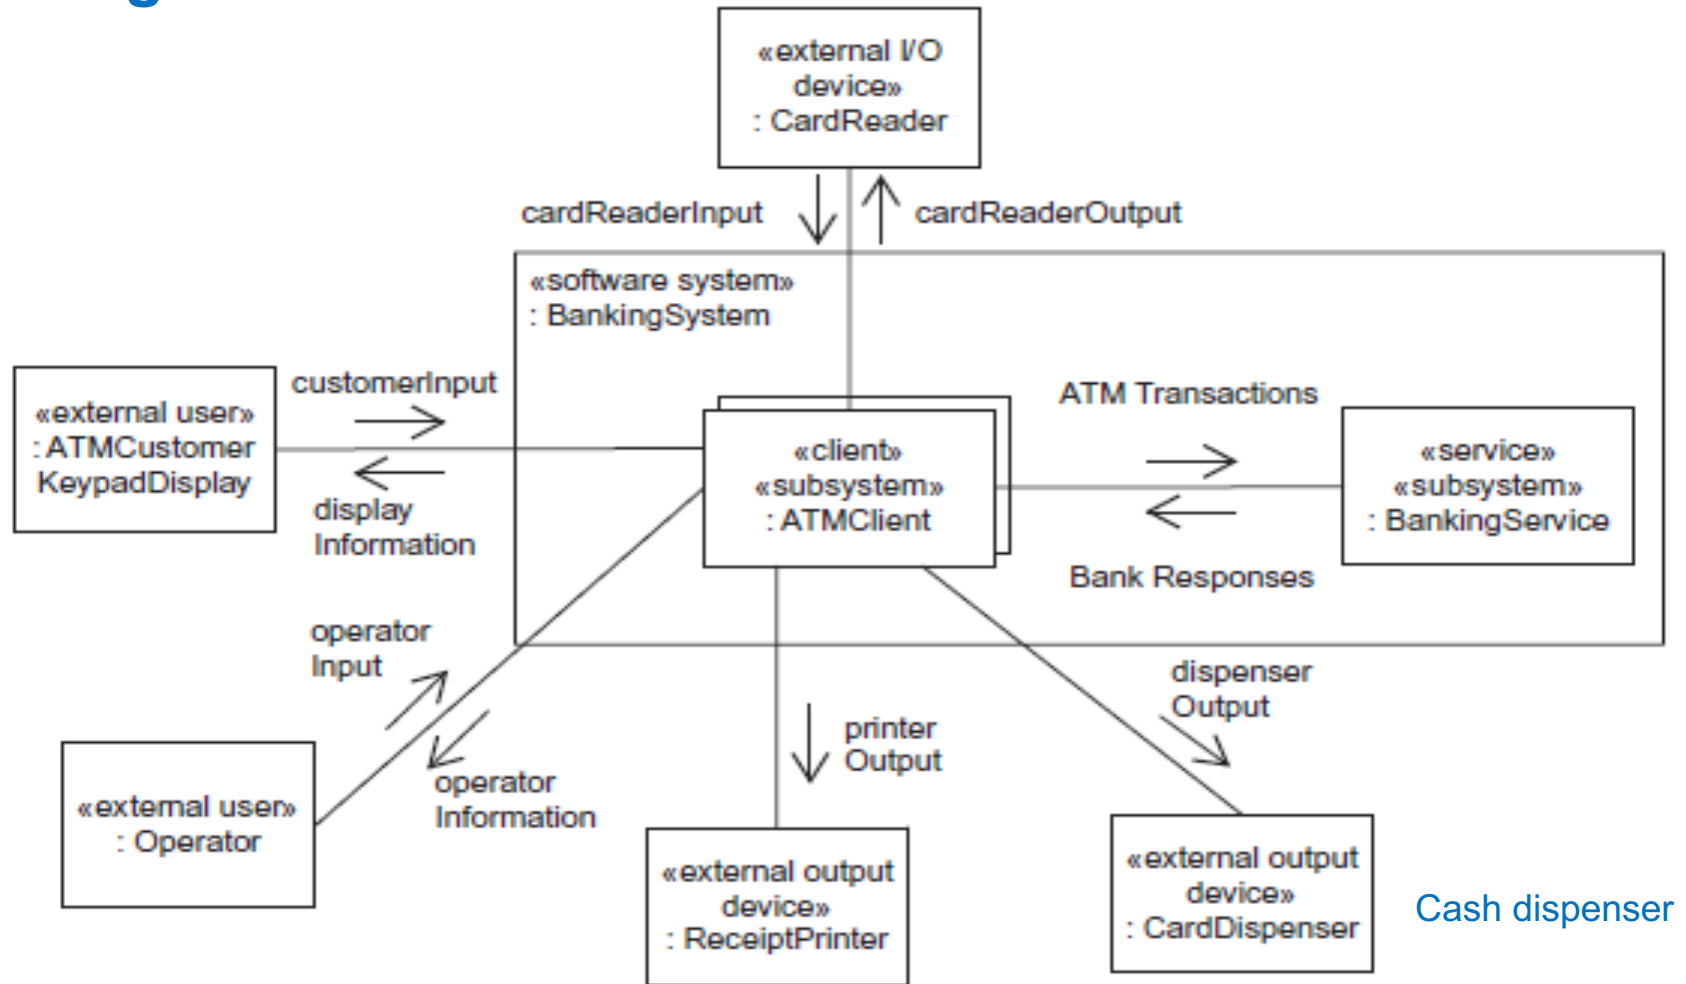 «external I/O
device»
: CardReader
cardReaderInput
cardReaderOutput
«software system»
: BankingSystem
customerInput
«external user»
: ATMCustomer
KeypadDisplay
display
Information
«client»
«subsystem»
: ATMClient
ATM Transactions
«service»
«subsystem»
: BankingService
Bank Responses
operator
Input
dispenser
Output
printer
Output
operator
Information
«external user»
: Operator
«external output
device»
: ReceiptPrinter
«external output
device»
: CardDispenser
Cash dispenser